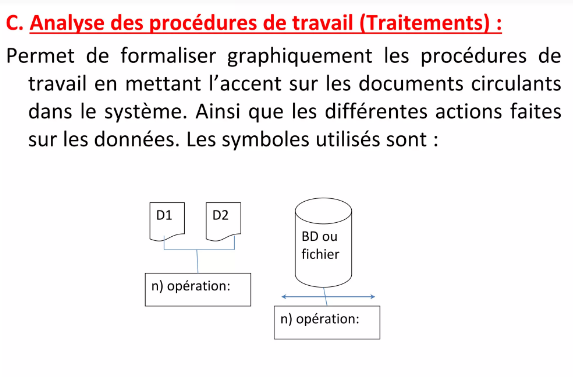 C. Analyse des procédures de travail (Traitements) :
Permet de formaliser graphiquement les procédures de
travail en mettant l’accent sur les documents circulants
dans le système. Ainsi que les différentes actions faites
sur les données. Les symboles utilisés sont :
D1
D2
BD ou
fichier
n) opération:
n) opération: